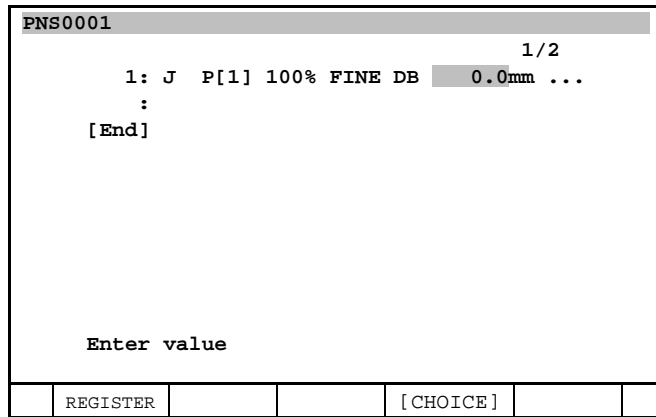 PNS0001
1/2
1: J P[1] 100% FINE DB 0.0mm ...
:
[End]
Enter value
REGISTER [CHOICE]